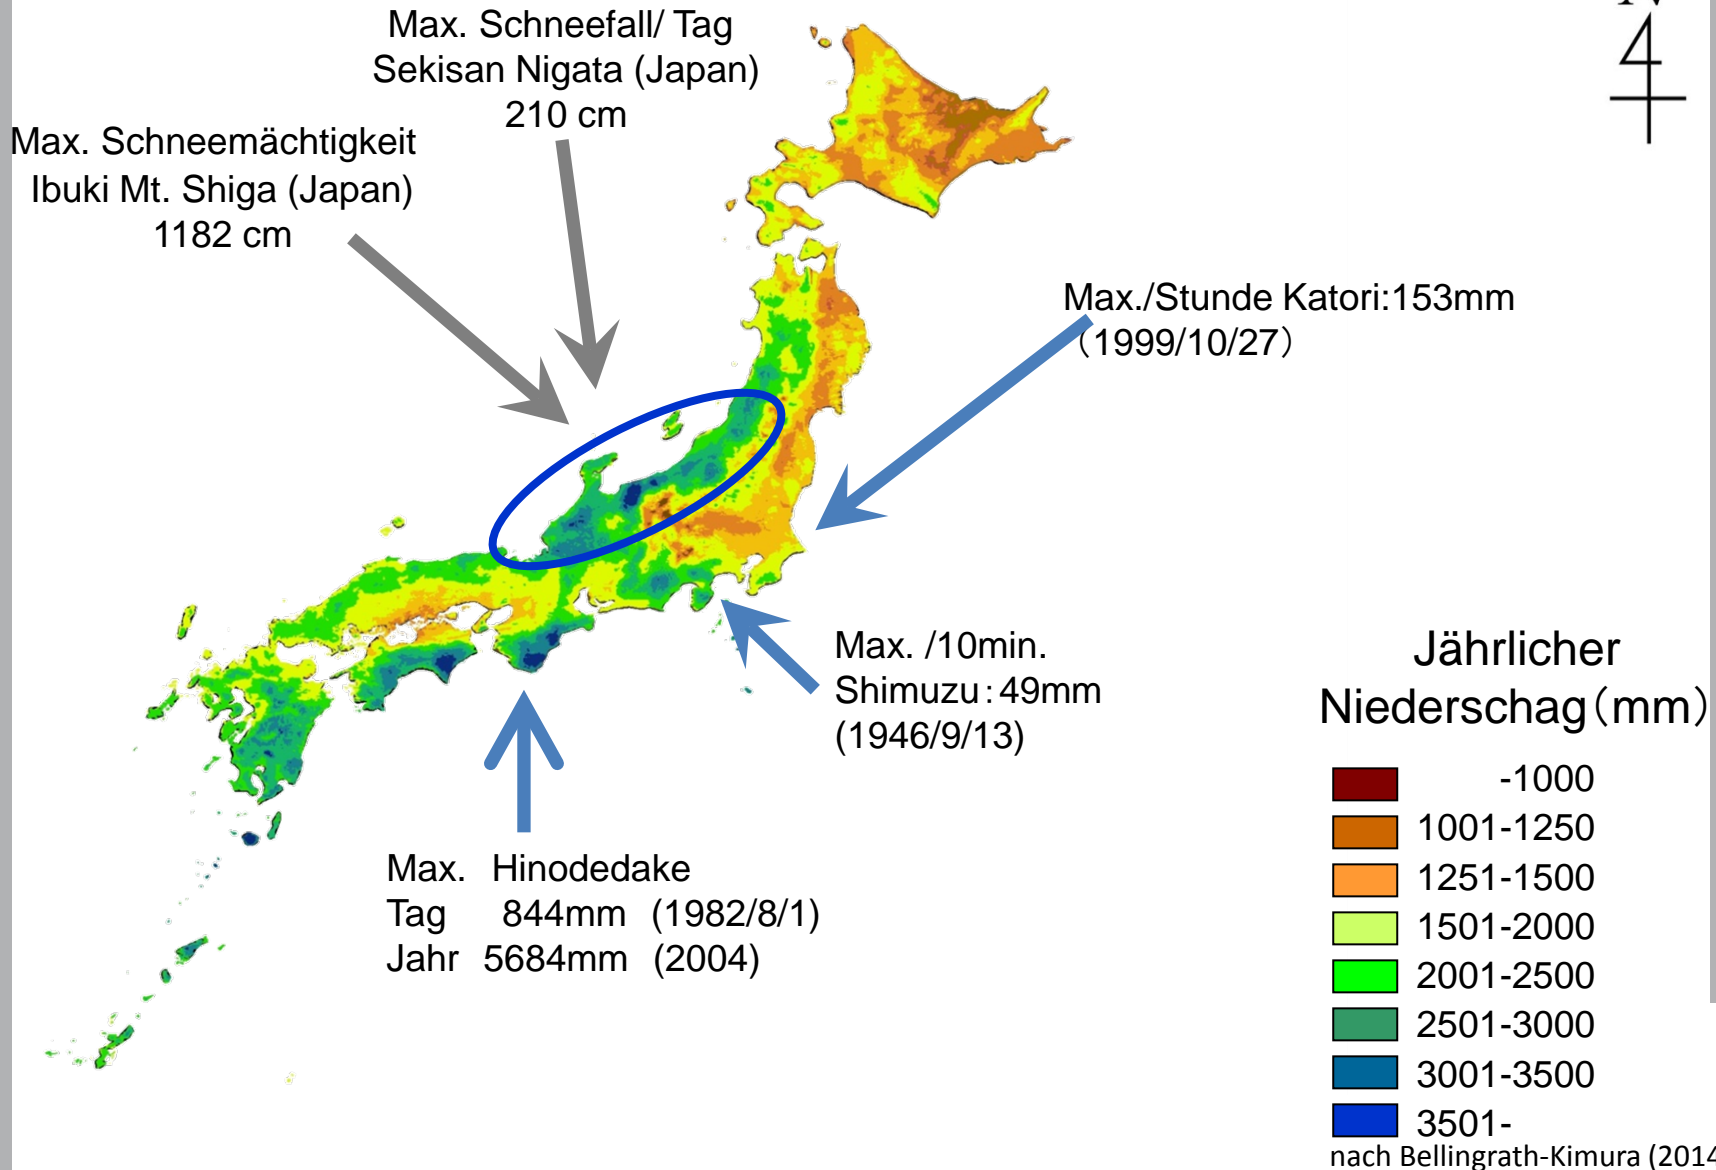 N
Max. Schneefall/ Tag
Sekisan Nigata (Japan)
210 cm
Max. Schneemächtigkeit
Ibuki Mt. Shiga (Japan)
1182 cm
Max./Stunde Katori:153mm
（1999/10/27）
Max. /10min.
Shimuzu：49mm
(1946/9/13)
Max. Hinodedake
Tag 844mm (1982/8/1)
Jahr 5684mm (2004)
Jährlicher
Niederschag（mm）
-1000
1001-1250
1251-1500
1501-2000
2001-2500
2501-3000
3001-3500
3501-
nach Bellingrath-Kimura (2014